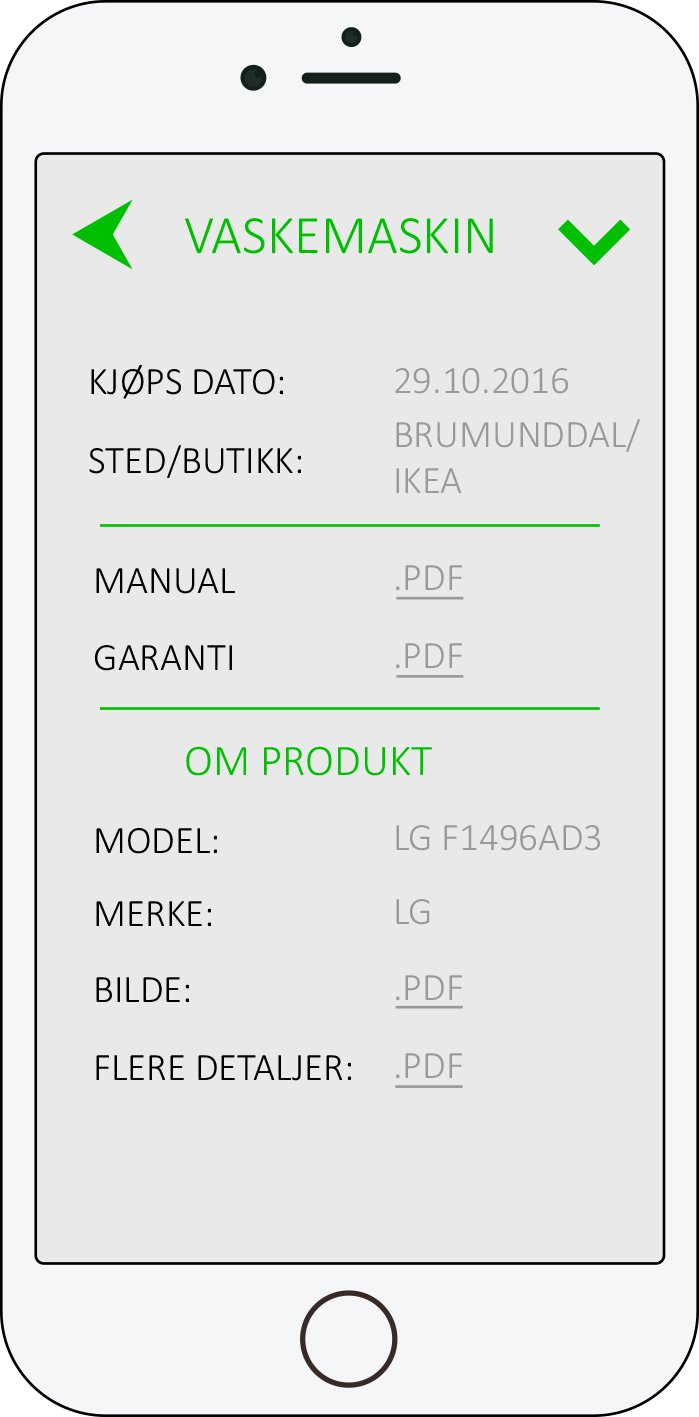 VASKEMASKIN
KJØPS DATO: 29.10.2016
STED/BUTIKK: BRUMUNDDAL/
IKEA
MANUAL .PDF
GARANTI .PDF
OM PRODUKT
MODEL: LG F1496AD3
MERKE: LG
BILDE: .PDF
FLERE DETALJER: .PDF